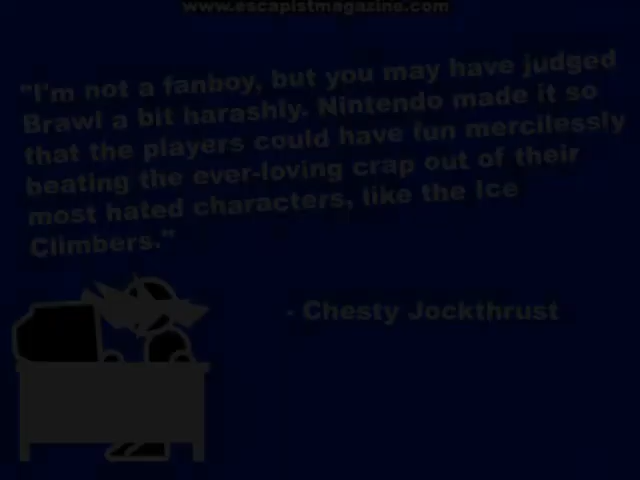 www.escapistmagazine.com
"I'm not a fanboy, but you may have judged
Brawl a bit harashly. Nintendo made it so
that the players could have fun mercilessly
beating the ever-loving crap out of their
most hated characters, like the Ice
Climbers."
- Chesty Jockthrust